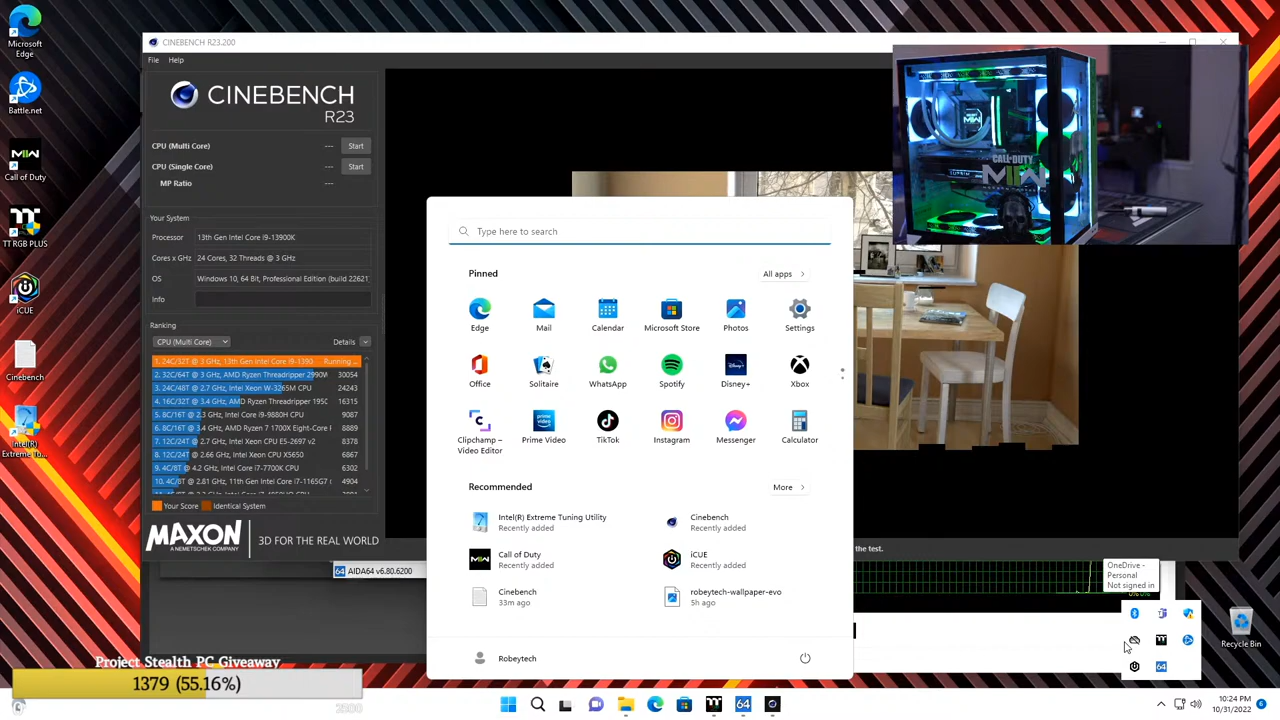 Microsoft
Edge
Battle.net
Call of Duty
TT RGB PLUS
iCUE
Cinebench
Intel(R)
Extreme Tu...
CINEBENCH R23.200
File Help
CINEBENCH
R23
CPU (Multi Core) --- Start
CPU (Single Core) --- Start
MP Ratio ---
Your System
Processor 13th Gen Intel Core i9-13900K
Cores x GHz 24 Cores, 32 Threads @ 3 GHz
OS Windows 10, 64 Bit, Professional Edition (build 22621)
Info
Ranking
CPU (Multi Core) Details
1. 24C/32T @ 3 GHz, 13th Gen Intel Core i9-1390 Running...
2. 32C/64T @ 3 GHz, AMD Ryzen Threadripper 2990W 30054
3. 24C/48T @ 2.7 GHz, Intel Xeon W-3265M CPU 24243
4. 16C/32T @ 3.4 GHz, AMD Ryzen Threadripper 195( 16315
5. 8C/16T @ 2.3 GHz, Intel Core i9-9880H CPU 9087
6. 8C/16T @ 3.4 GHz, AMD Ryzen 7 1700X Eight-Core F 8889
7. 12C/24T @ 2.7 GHz, Intel Xeon CPU E5-2697 v2 8378
8. 12C/24T @ 2.66 GHz, Intel Xeon CPU X5650 6867
9. 4C/8T @ 4.2 GHz, Intel Core i7-7700K CPU 6302
10. 4C/8T @ 2.81 GHz, 11th Gen Intel Core i7-1165G7 @ 4904
Your Score Identical System
MAXON
A NEMETSCHEK COMPANY
3D FOR THE REAL WORLD
64 AIDA64 v6.80.6200
Type here to search
Pinned All apps
Edge Mail Calendar Microsoft Store Photos Settings
Office Solitaire WhatsApp Spotify Disney+ Xbox
Clipchamp –
Video Editor
Prime Video TikTok Instagram Messenger Calculator
Recommended More
Intel(R) Extreme Tuning Utility
Recently added
Cinebench
Recently added
Call of Duty
Recently added
iCUE
Recently added
Cinebench
33m ago
robeytech-wallpaper-evo
5h ago
Robeytech
CALL OF DUTY
MWII
the test.
OneDrive -
Personal
Not signed in
64
Recycle Bin
Project Stealth PC Giveaway
1379 (55.16%)
2500
64
10:24 PM
10/31/2022
6